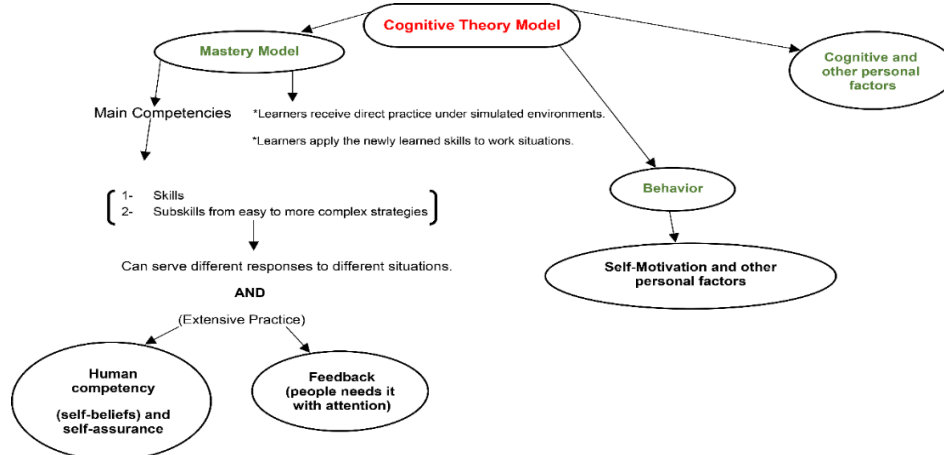 Cognitive Theory Model
Mastery Model
Cognitive and
other personal
factors
Main Competencies
*Learners receive direct practice under simulated environments.
*Learners apply the newly learned skills to work situations.
Behavior
1- Skills
2- Subskills from easy to more complex strategies
Self-Motivation and other
personal factors
Can serve different responses to different situations.
AND
(Extensive Practice)
Human
competency
(self-beliefs) and
self-assurance
Feedback
(people needs it
with attention)